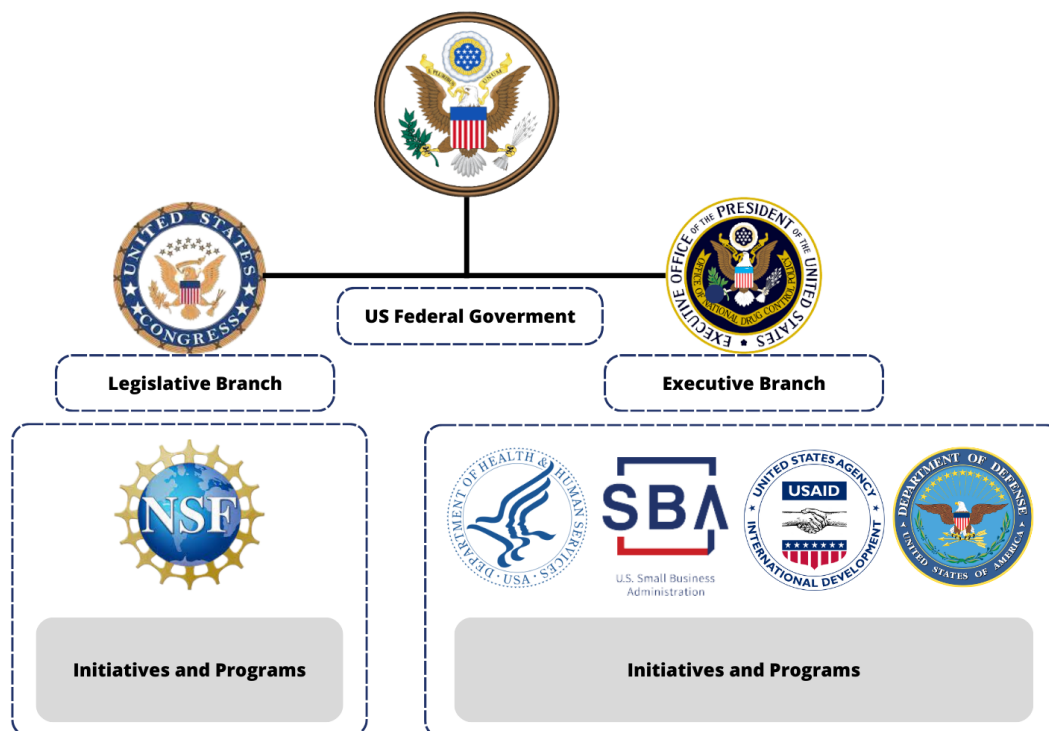 E PLURIBUS UNUM
UNITED STATES
CONGRESS
EXECUTIVE OFFICE OF THE PRESIDENT OF THE UNITED STATES
OFFICE OF NATIONAL DRUG CONTROL POLICY
US Federal Goverment
Legislative Branch
Executive Branch
NSF
DEPARTMENT OF HEALTH & HUMAN SERVICES · USA
SBA
U.S. Small Business
Administration
UNITED STATES AGENCY
USAID
INTERNATIONAL DEVELOPMENT
DEPARTMENT OF DEFENSE
UNITED STATES OF AMERICA
Initiatives and Programs
Initiatives and Programs